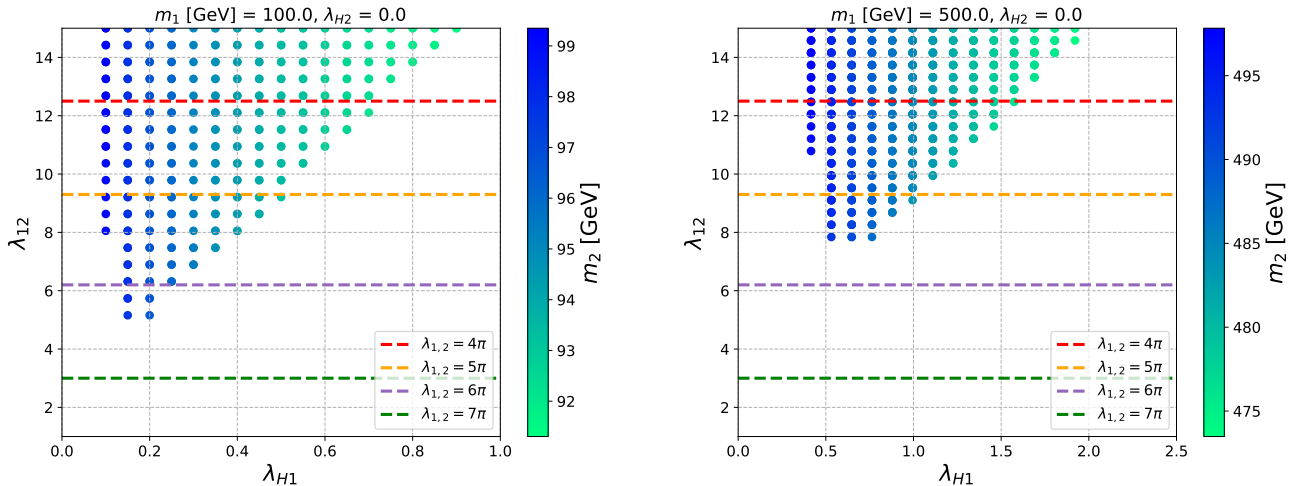 m₁ [GeV] = 100.0, λ_H2 = 0.0
14
12
10
8
6
4
2
λ₁₂
0.0 0.2 0.4 0.6 0.8 1.0
λ_H1
λ₁,₂ = 4π
λ₁,₂ = 5π
λ₁,₂ = 6π
λ₁,₂ = 7π
99
98
97
96
95
94
93
92
m₂ [GeV]
m₁ [GeV] = 500.0, λ_H2 = 0.0
14
12
10
8
6
4
2
λ₁₂
0.0 0.5 1.0 1.5 2.0 2.5
λ_H1
λ₁,₂ = 4π
λ₁,₂ = 5π
λ₁,₂ = 6π
λ₁,₂ = 7π
495
490
485
480
475
m₂ [GeV]